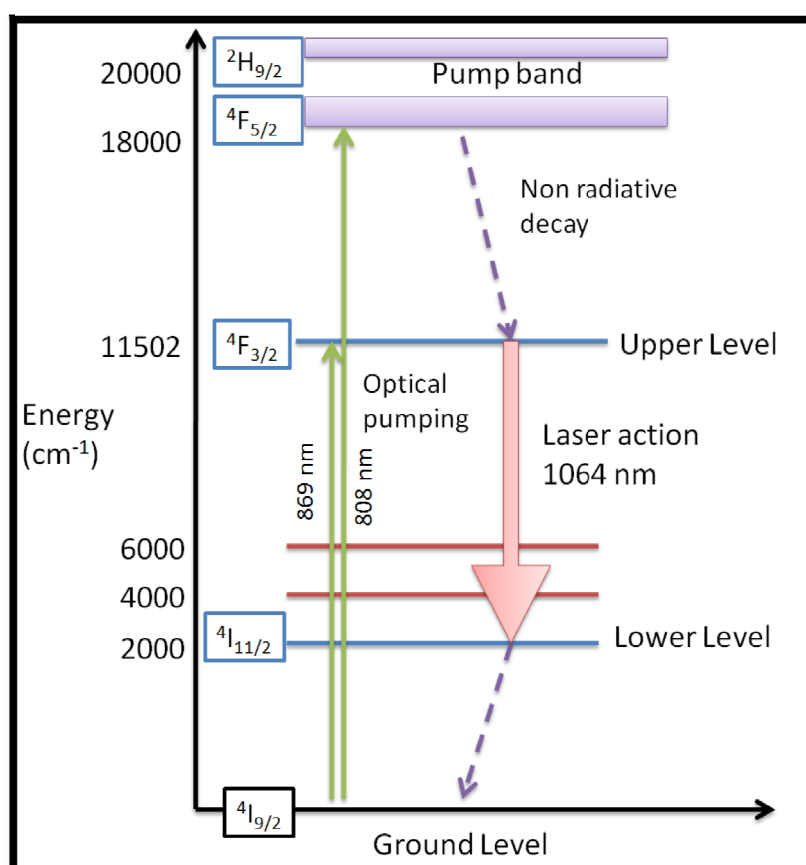 ²H₉/₂
20000
Pump band
⁴F₅/₂
18000
Non radiative
decay
11502
⁴F₃/₂
Upper Level
Optical
pumping
Energy
(cm⁻¹)
Laser action
1064 nm
869 nm
808 nm
6000
4000
⁴I₁₁/₂
2000
Lower Level
⁴I₉/₂
Ground Level